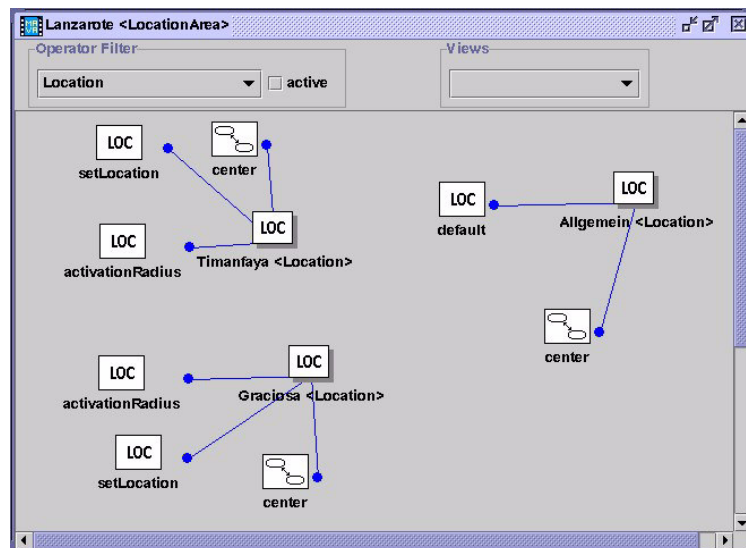 Lanzarote <LocationArea>
Operator Filter
Views
Location
active
LOC
setLocation
center
LOC
activationRadius
LOC
Timanfaya <Location>
LOC
default
LOC
Allgemein <Location>
center
LOC
activationRadius
LOC
Graciosa <Location>
LOC
setLocation
center